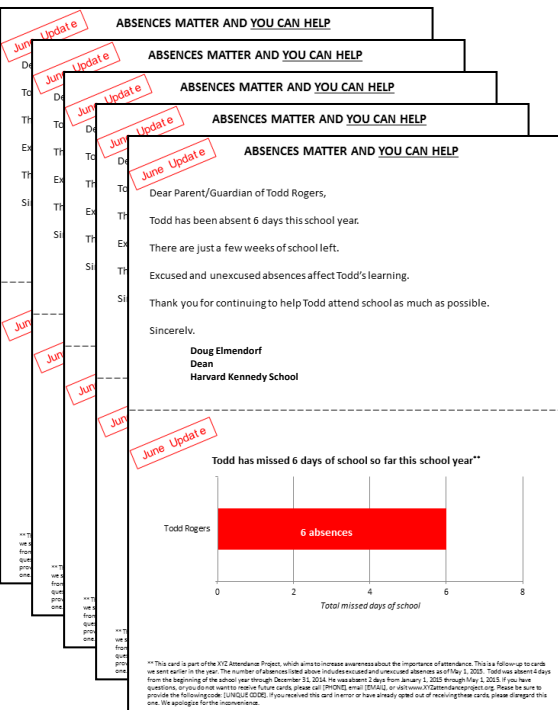 ABSENCES MATTER AND YOU CAN HELP
June Update
ABSENCES MATTER AND YOU CAN HELP
June Update
ABSENCES MATTER AND YOU CAN HELP
June Update
ABSENCES MATTER AND YOU CAN HELP
June Update
ABSENCES MATTER AND YOU CAN HELP
June Update
Dear Parent/Guardian of Todd Rogers,
Todd has been absent 6 days this school year.
There are just a few weeks of school left.
Excused and unexcused absences affect Todd's learning.
Thank you for continuing to help Todd attend school as much as possible.
Sincerely.
Doug Elmendorf
Dean
Harvard Kennedy School
June Update
Todd has missed 6 days of school so far this school year**
Todd Rogers
6 absences
0 2 4 6 8
Total missed days of school
** This card is part of the XYZ Attendance Project, which aims to increase awareness about the importance of attendance. This is a follow-up to cards
we sent earlier in the year. The number of absences listed above includes excused and unexcused absences as of May 1, 2015. Todd was absent 4 days
from the beginning of the school year through December 31, 2014. He was absent 2 days from January 1, 2015 through May 1, 2015. If you have
questions, or you do not want to receive future cards, please call [PHONE], email [EMAIL], or visit www.XYZattendanceproject.org. Please be sure to
provide the following code: [UNIQUE CODE]. If you received this card in error or have already opted out of receiving these cards, please disregard this
one. We apologize for the inconvenience.